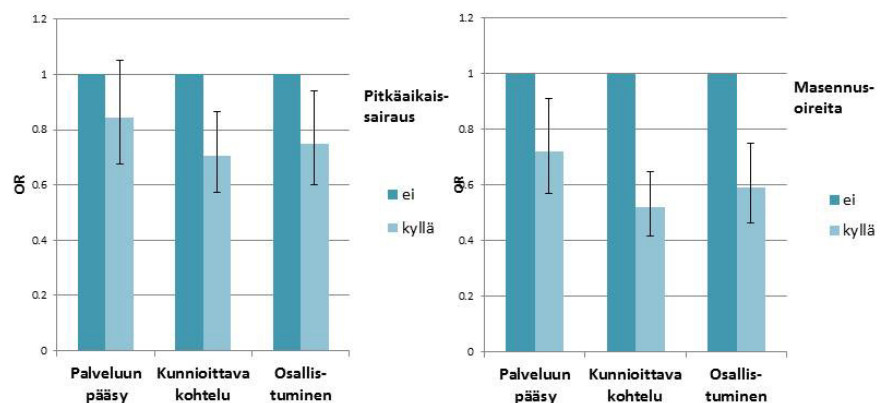 1.2
1
0.8
0.6
0.4
0.2
0
OR
Palveluun
pääsy
Kunnioittava
kohtelu
Osallis-
tuminen
Pitkäaikais-
sairaus
ei
kyllä
1.2
1
0.8
0.6
0.4
0.2
0
OR
Palveluun
pääsy
Kunnioittava
kohtelu
Osallis-
tuminen
Masennus-
oireita
ei
kyllä